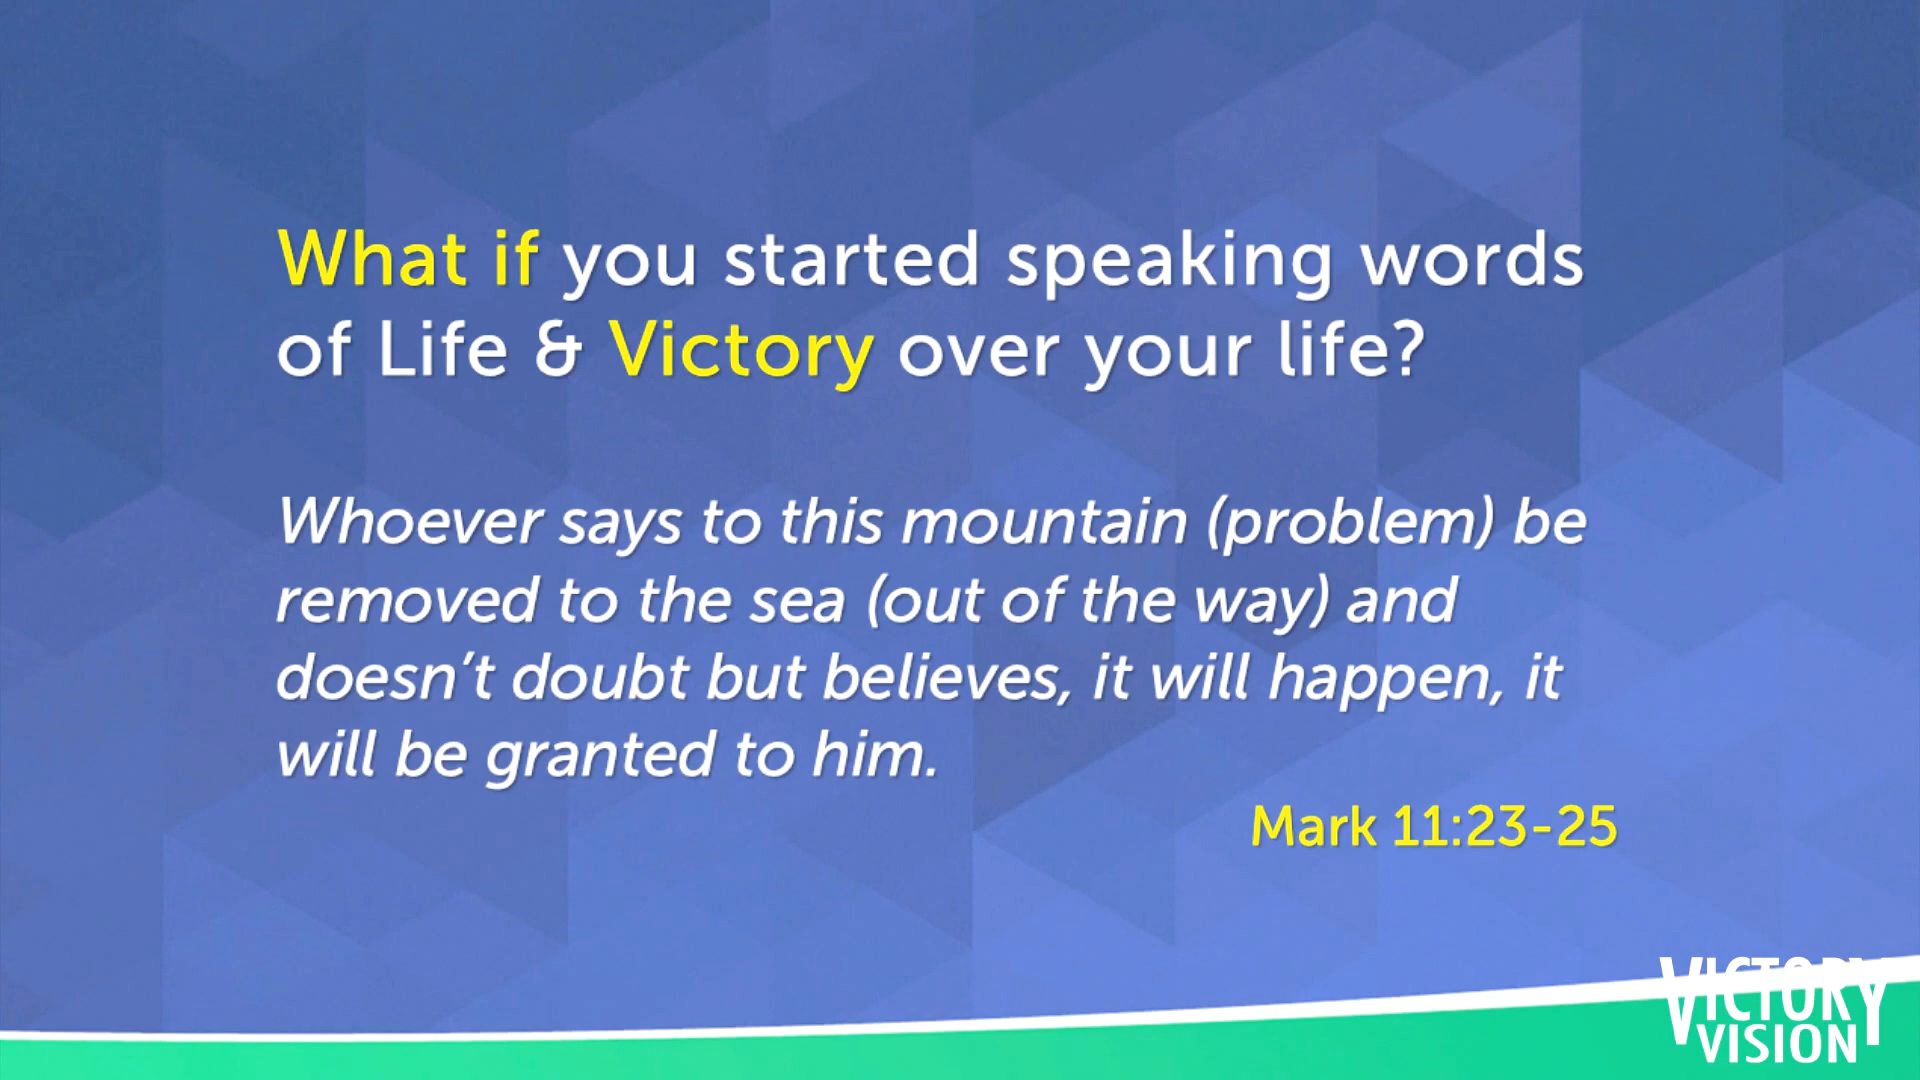 What if you started speaking words
of Life & Victory over your life?
Whoever says to this mountain (problem) be
removed to the sea (out of the way) and
doesn't doubt but believes, it will happen, it
will be granted to him.
Mark 11:23-25
VICTORY
VISION